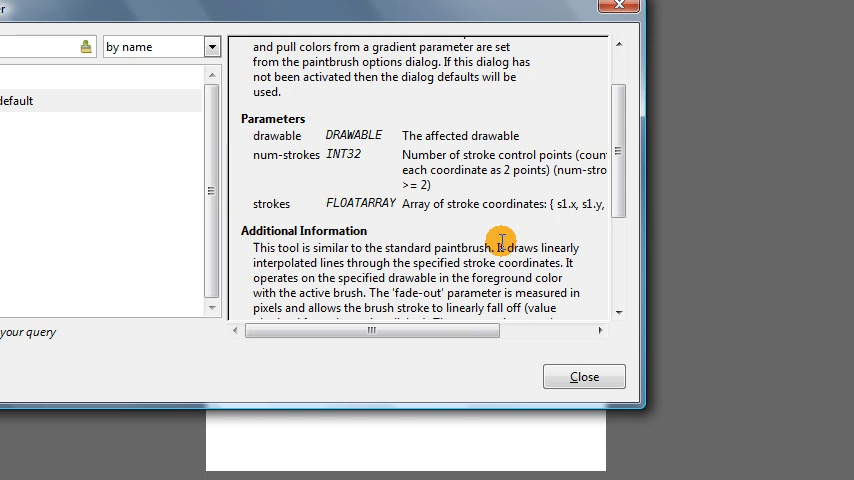 er
by name
and pull colors from a gradient parameter are set
from the paintbrush options dialog. If this dialog has
not been activated then the dialog defaults will be
used.
default
Parameters
drawable DRAWABLE The affected drawable
num-strokes INT32 Number of stroke control points (coun
each coordinate as 2 points) (num-stro
>= 2)
strokes FLOATARRAY Array of stroke coordinates: { s1.x, s1.y,
Additional Information
This tool is similar to the standard paintbrush. It draws linearly
interpolated lines through the specified stroke coordinates. It
operates on the specified drawable in the foreground color
with the active brush. The 'fade-out' parameter is measured in
pixels and allows the brush stroke to linearly fall off (value
your query
Close